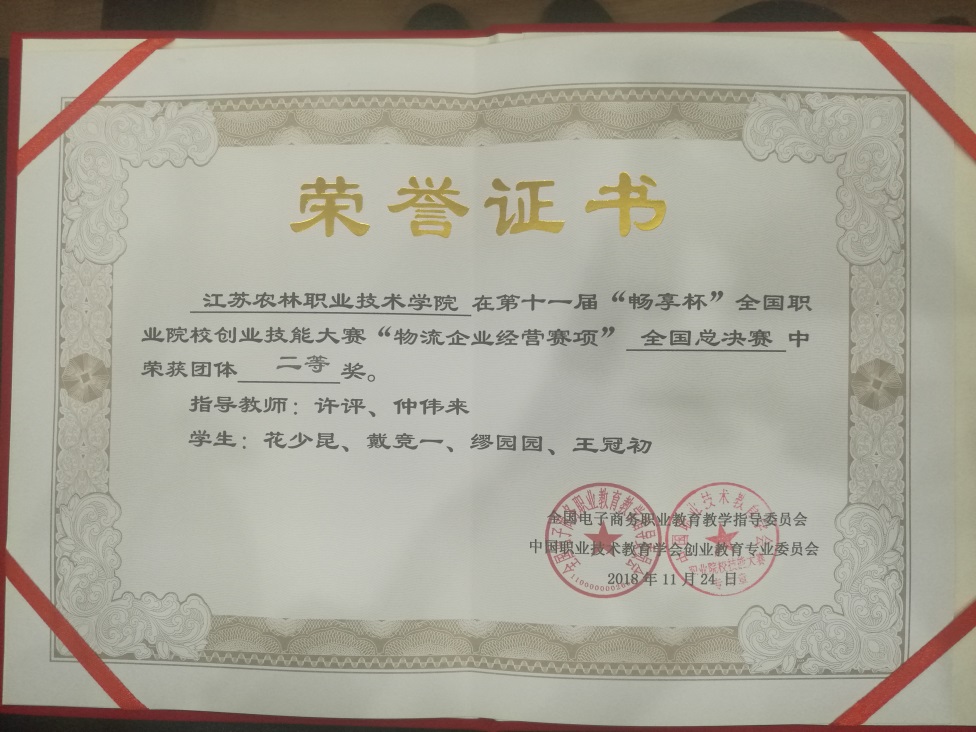 荣誉证书
江苏农林职业技术学院 在第十一届“畅享杯”全国职
业院校创业技能大赛“物流企业经营赛项” 全国总决赛 中
荣获团体 二等 奖。
指导教师：许评、仲伟来
学生：花少昆、戴竞一、缪园园、王冠初
全国电子商务职业教育教学指导委员会
中国职业技术教育学会创业教育专业委员会
2018 年 11 月 24 日